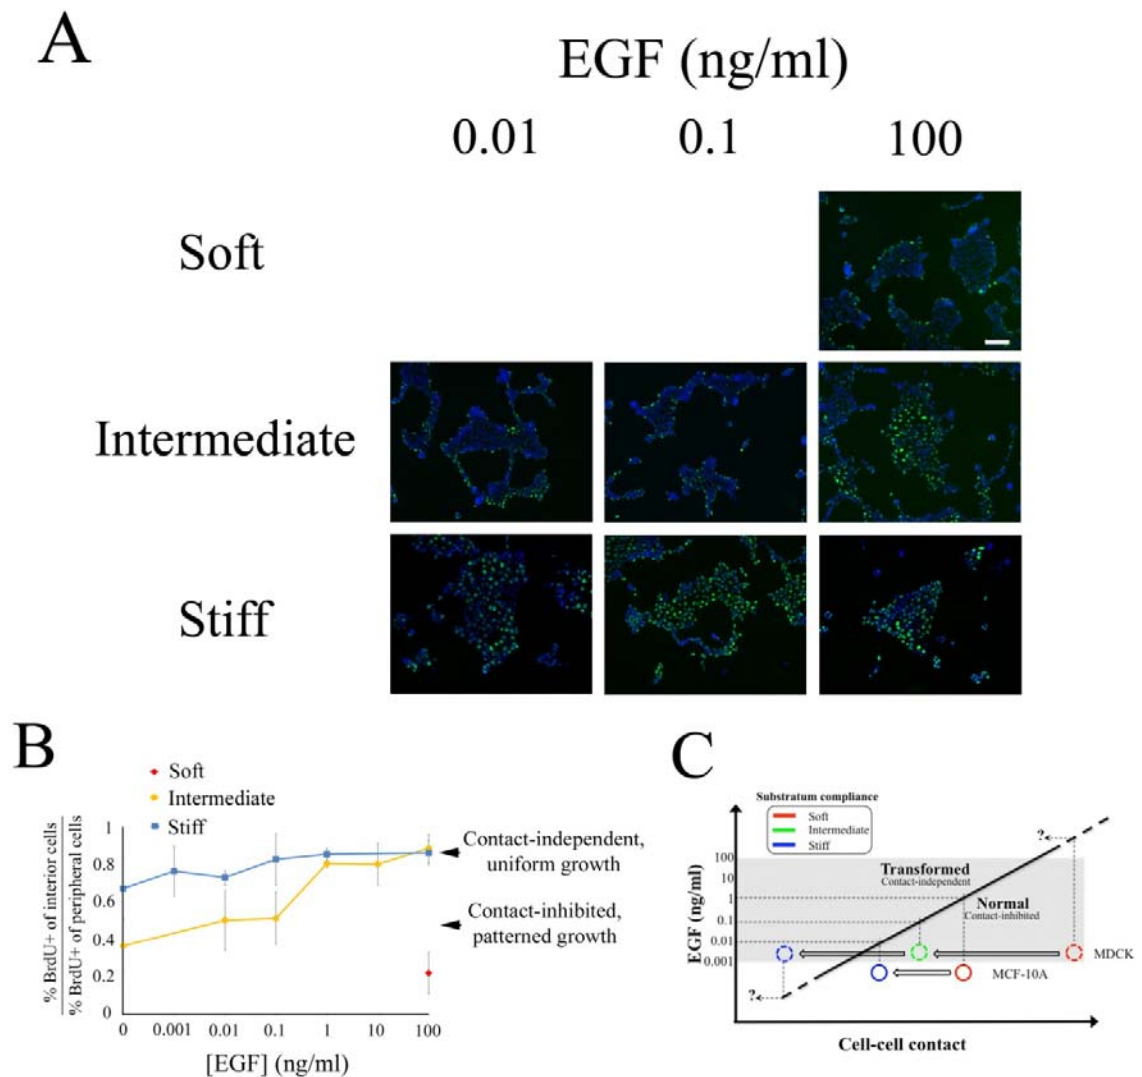 A
EGF (ng/ml)
0.01 0.1 100
Soft
Intermediate
Stiff
B
Soft
Intermediate
Stiff
% BrdU+ of interior cells
% BrdU+ of peripheral cells
1
0.8
0.6
0.4
0.2
0
0 0.001 0.01 0.1 1 10 100
[EGF] (ng/ml)
Contact-independent,
uniform growth
Contact-inhibited,
patterned growth
C
Substratum compliance
Soft
Intermediate
Stiff
EGF (ng/ml)
100
10
1
0.1
0.01
0.001
?
Transformed
Contact-independent
Normal
Contact-inhibited
MDCK
MCF-10A
?
Cell-cell contact